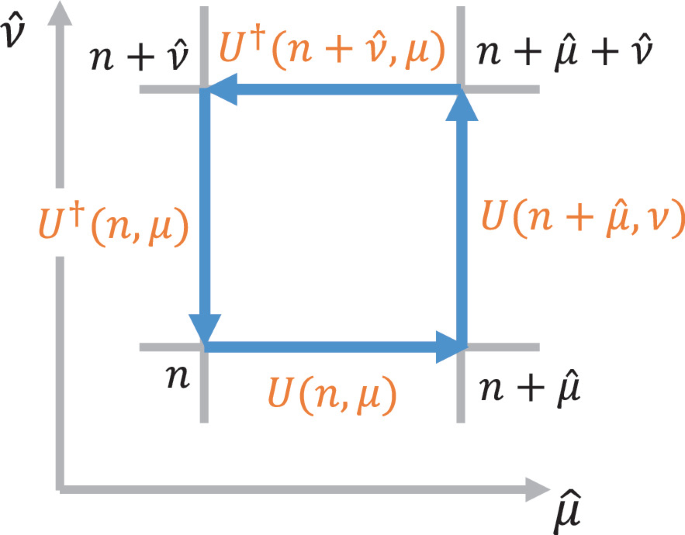 ν̂
n + ν̂
U†(n + ν̂, μ)
n + μ̂ + ν̂
U†(n, μ)
U(n + μ̂, ν)
n
U(n, μ)
n + μ̂
μ̂